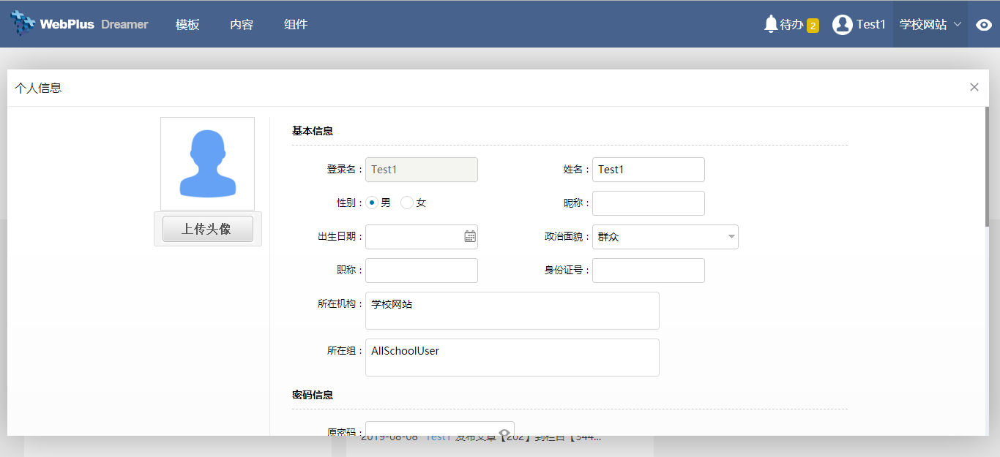 WebPlus Dreamer 模板 内容 组件 待办 2 Test1 学校网站
个人信息
基本信息
登录名： Test1 姓名： Test1
性别： 男 女 昵称：
出生日期： 政治面貌： 群众
上传头像
职称： 身份证号：
所在机构： 学校网站
所在组： AllSchoolUser
密码信息
原密码：
2019-08-08 Test1 发布文章【202】到栏目【344...